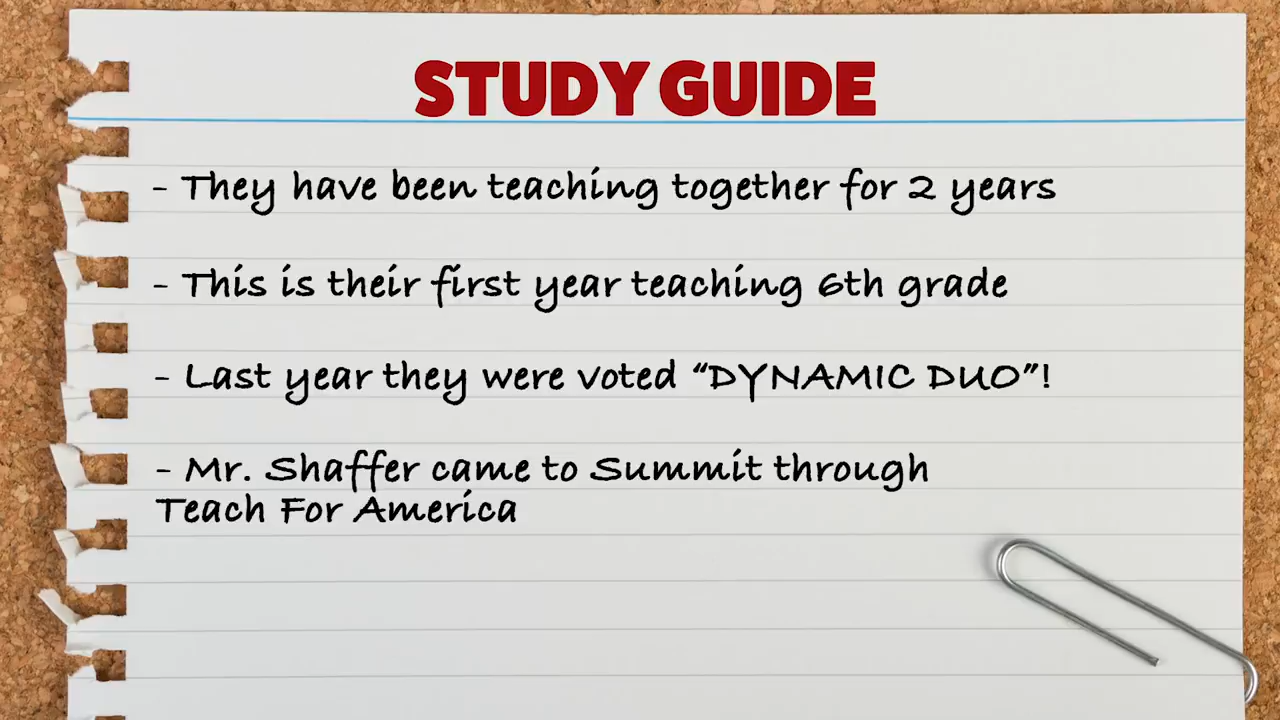 STUDY GUIDE
- They have been teaching together for 2 years
- This is their first year teaching 6th grade
- Last year they were voted “DYNAMIC DUO”!
- Mr. Shaffer came to Summit through
Teach For America